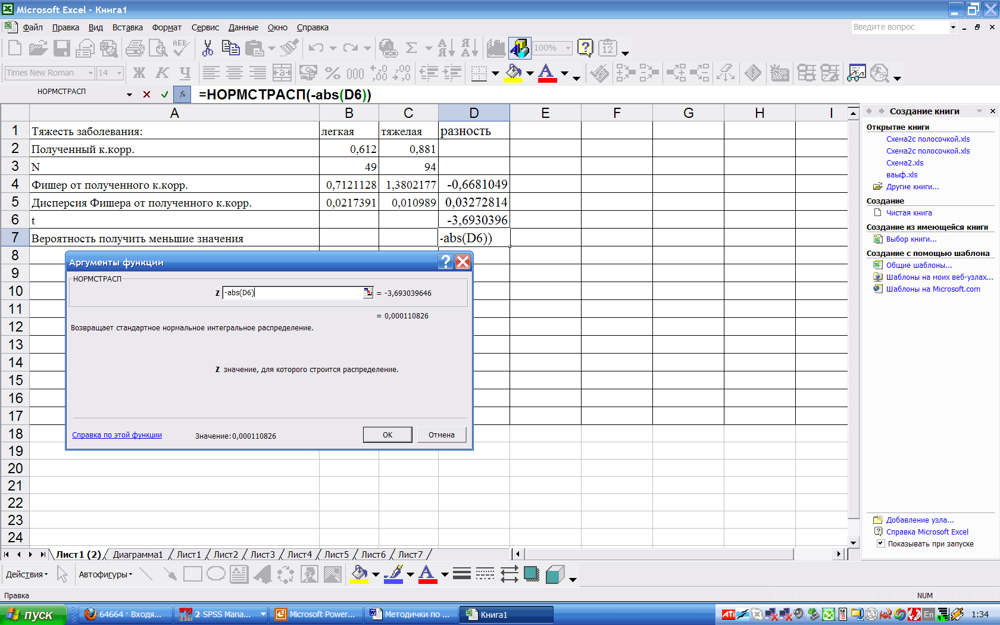 Microsoft Excel - Книга1
Файл Правка Вид Вставка Формат Сервис Данные Окно Справка
Введите вопрос
100%
Times New Roman 14 Ж К Ч
НОРМСТРАСП
=НОРМСТРАСП(-abs(D6))
A B C D E F G H I
1 Тяжесть заболевания: легкая тяжелая разность
2 Полученный к.корр. 0,612 0,881
3 N 49 94
4 Фишер от полученного к.корр. 0,7121128 1,3802177 -0,6681049
5 Дисперсия Фишера от полученного к.корр. 0,0217391 0,010989 0,03272814
6 t -3,6930396
7 Вероятность получить меньшие значения -abs(D6))
8
9
10
11
12
13
14
15
16
17
18
19
20
21
22
23
24
Аргументы функции
НОРМСТРАСП
Z -abs(D6) = -3,693039646
= 0,000110826
Возвращает стандартное нормальное интегральное распределение.
Z значение, для которого строится распределение.
Справка по этой функции
Значение:0,000110826
OK
Отмена
Создание книги
Открытие книги
Схема2с полосочкой.xls
Схема2с полосочкой.xls
Схема2.xls
ваыф.xls
Другие книги...
Создание
Чистая книга
Создание из имеющейся книги
Выбор книги...
Создание с помощью шаблона
Общие шаблоны...
Шаблоны на моих веб-узлах...
Шаблоны на Microsoft.com
Добавление узла...
Справка Microsoft Excel
Показывать при запуске
Лист1 (2) Диаграмма1 Лист1 Лист2 Лист3 Лист4 Лист5 Лист6 Лист7
Действия Автофигуры
Правка
NUM
пуск
64664 · Входя...
2 SPSS Mana...
Microsoft Power...
Методички по ...
Книга1
ATI
En
1:34